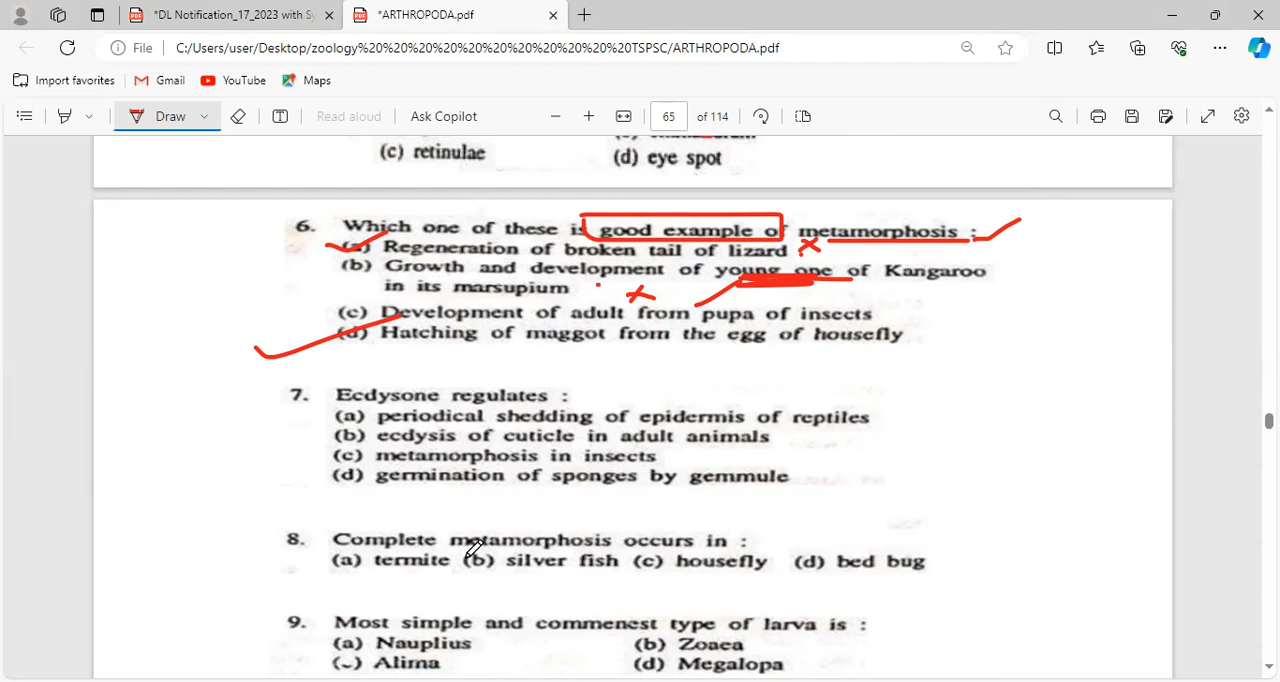 *DL Notification_17_2023 with Sy
*ARTHROPODA.pdf
File
C:/Users/user/Desktop/zoology%20%20%20%20%20%20%20%20%20%20%20TSPSC/ARTHROPODA.pdf
Import favorites
Gmail
YouTube
Maps
Draw
Read aloud
Ask Copilot
65
of 114
(c) retinulae
(d) eye spot
6. Which one of these is good example of metamorphosis :
(a) Regeneration of broken tail of lizard
(b) Growth and development of young one of Kangaroo
in its marsupium
(c) Development of adult from pupa of insects
(d) Hatching of maggot from the egg of housefly
7. Ecdysone regulates :
(a) periodical shedding of epidermis of reptiles
(b) ecdysis of cuticle in adult animals
(c) metamorphosis in insects
(d) germination of sponges by gemmule
8. Complete metamorphosis occurs in :
(a) termite (b) silver fish (c) housefly (d) bed bug
9. Most simple and commenest type of larva is :
(a) Nauplius
(b) Zoaea
Alima
(d) Megalopa